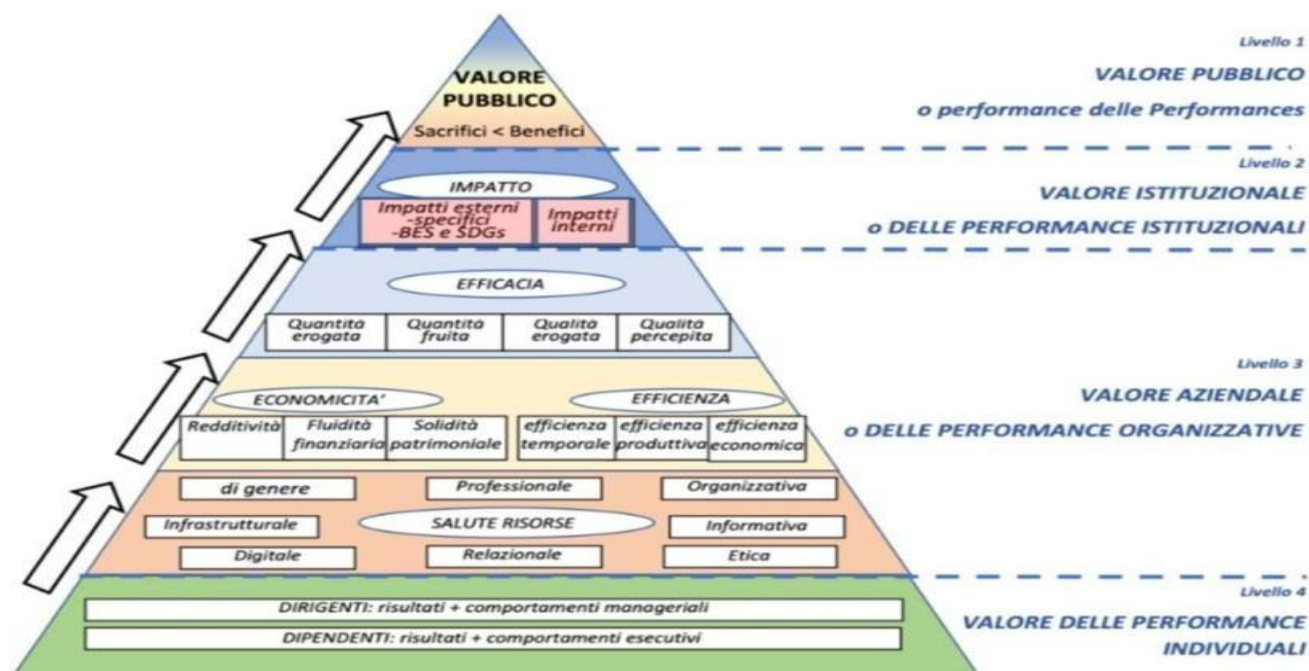 Livello 1
VALORE PUBBLICO
o performance delle Performances
VALORE
PUBBLICO
Sacrifici < Benefici
Livello 2
VALORE ISTITUZIONALE
o DELLE PERFORMANCE ISTITUZIONALI
IMPATTO
Impatti esterni
-specifici
-BES e SDGs
Impatti
interni
EFFICACIA
Quantità
erogata
Quantità
fruita
Qualità
erogata
Qualità
percepita
Livello 3
VALORE AZIENDALE
o DELLE PERFORMANCE ORGANIZZATIVE
ECONOMICITA'
EFFICIENZA
Redditività
Fluidità
finanziaria
Solidità
patrimoniale
efficienza
temporale
efficienza
produttiva
efficienza
economica
di genere
Professionale
Organizzativa
Infrastrutturale
SALUTE RISORSE
Informativa
Digitale
Relazionale
Etica
Livello 4
VALORE DELLE PERFORMANCE
INDIVIDUALI
DIRIGENTI: risultati + comportamenti manageriali
DIPENDENTI: risultati + comportamenti esecutivi